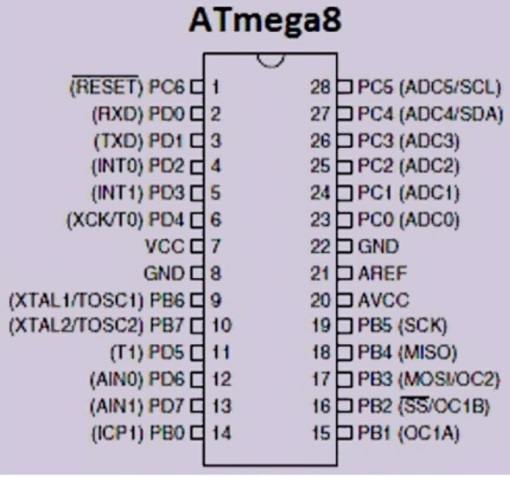 ATmega8
(RESET) PC6 1 28 PC5 (ADC5/SCL)
(RXD) PD0 2 27 PC4 (ADC4/SDA)
(TXD) PD1 3 26 PC3 (ADC3)
(INT0) PD2 4 25 PC2 (ADC2)
(INT1) PD3 5 24 PC1 (ADC1)
(XCK/T0) PD4 6 23 PC0 (ADC0)
VCC 7 22 GND
GND 8 21 AREF
(XTAL1/TOSC1) PB6 9 20 AVCC
(XTAL2/TOSC2) PB7 10 19 PB5 (SCK)
(T1) PD5 11 18 PB4 (MISO)
(AIN0) PD6 12 17 PB3 (MOSI/OC2)
(AIN1) PD7 13 16 PB2 (SS/OC1B)
(ICP1) PB0 14 15 PB1 (OC1A)